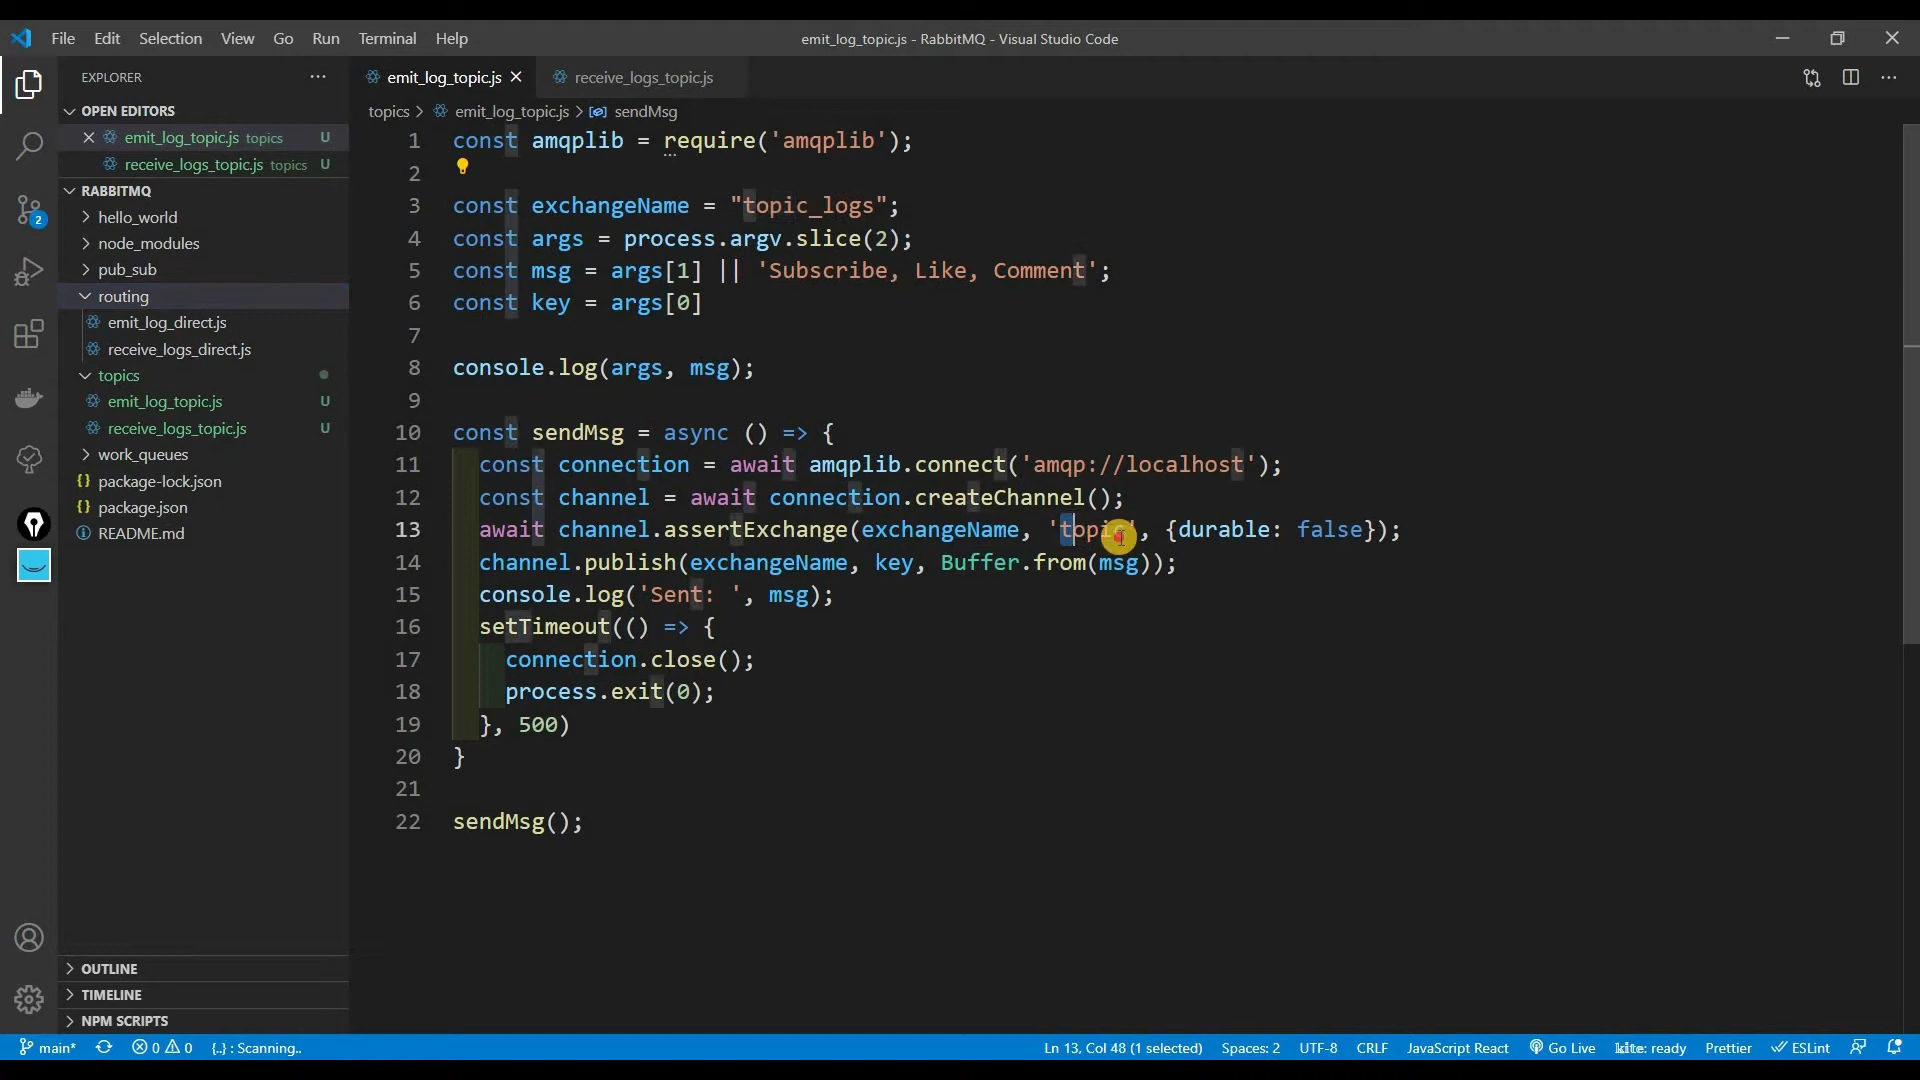 File Edit Selection View Go Run Terminal Help
emit_log_topic.js - RabbitMQ - Visual Studio Code
EXPLORER
OPEN EDITORS
emit_log_topic.js topics U
receive_logs_topic.js topics U
RABBITMQ
hello_world
node_modules
pub_sub
routing
emit_log_direct.js
receive_logs_direct.js
topics
emit_log_topic.js U
receive_logs_topic.js U
work_queues
package-lock.json
package.json
README.md
OUTLINE
TIMELINE
NPM SCRIPTS
2
emit_log_topic.js receive_logs_topic.js
topics > emit_log_topic.js > sendMsg
1 const amqplib = require('amqplib');
2
3 const exchangeName = "topic_logs";
4 const args = process.argv.slice(2);
5 const msg = args[1] || 'Subscribe, Like, Comment';
6 const key = args[0]
7
8 console.log(args, msg);
9
10 const sendMsg = async () => {
11 const connection = await amqplib.connect('amqp://localhost');
12 const channel = await connection.createChannel();
13 await channel.assertExchange(exchangeName, 'topic', {durable: false});
14 channel.publish(exchangeName, key, Buffer.from(msg));
15 console.log('Sent: ', msg);
16 setTimeout(() => {
17 connection.close();
18 process.exit(0);
19 }, 500)
20 }
21
22 sendMsg();
main* 0 0 {..} : Scanning.. Ln 13, Col 48 (1 selected) Spaces: 2 UTF-8 CRLF JavaScript React Go Live kite: ready Prettier ESLint